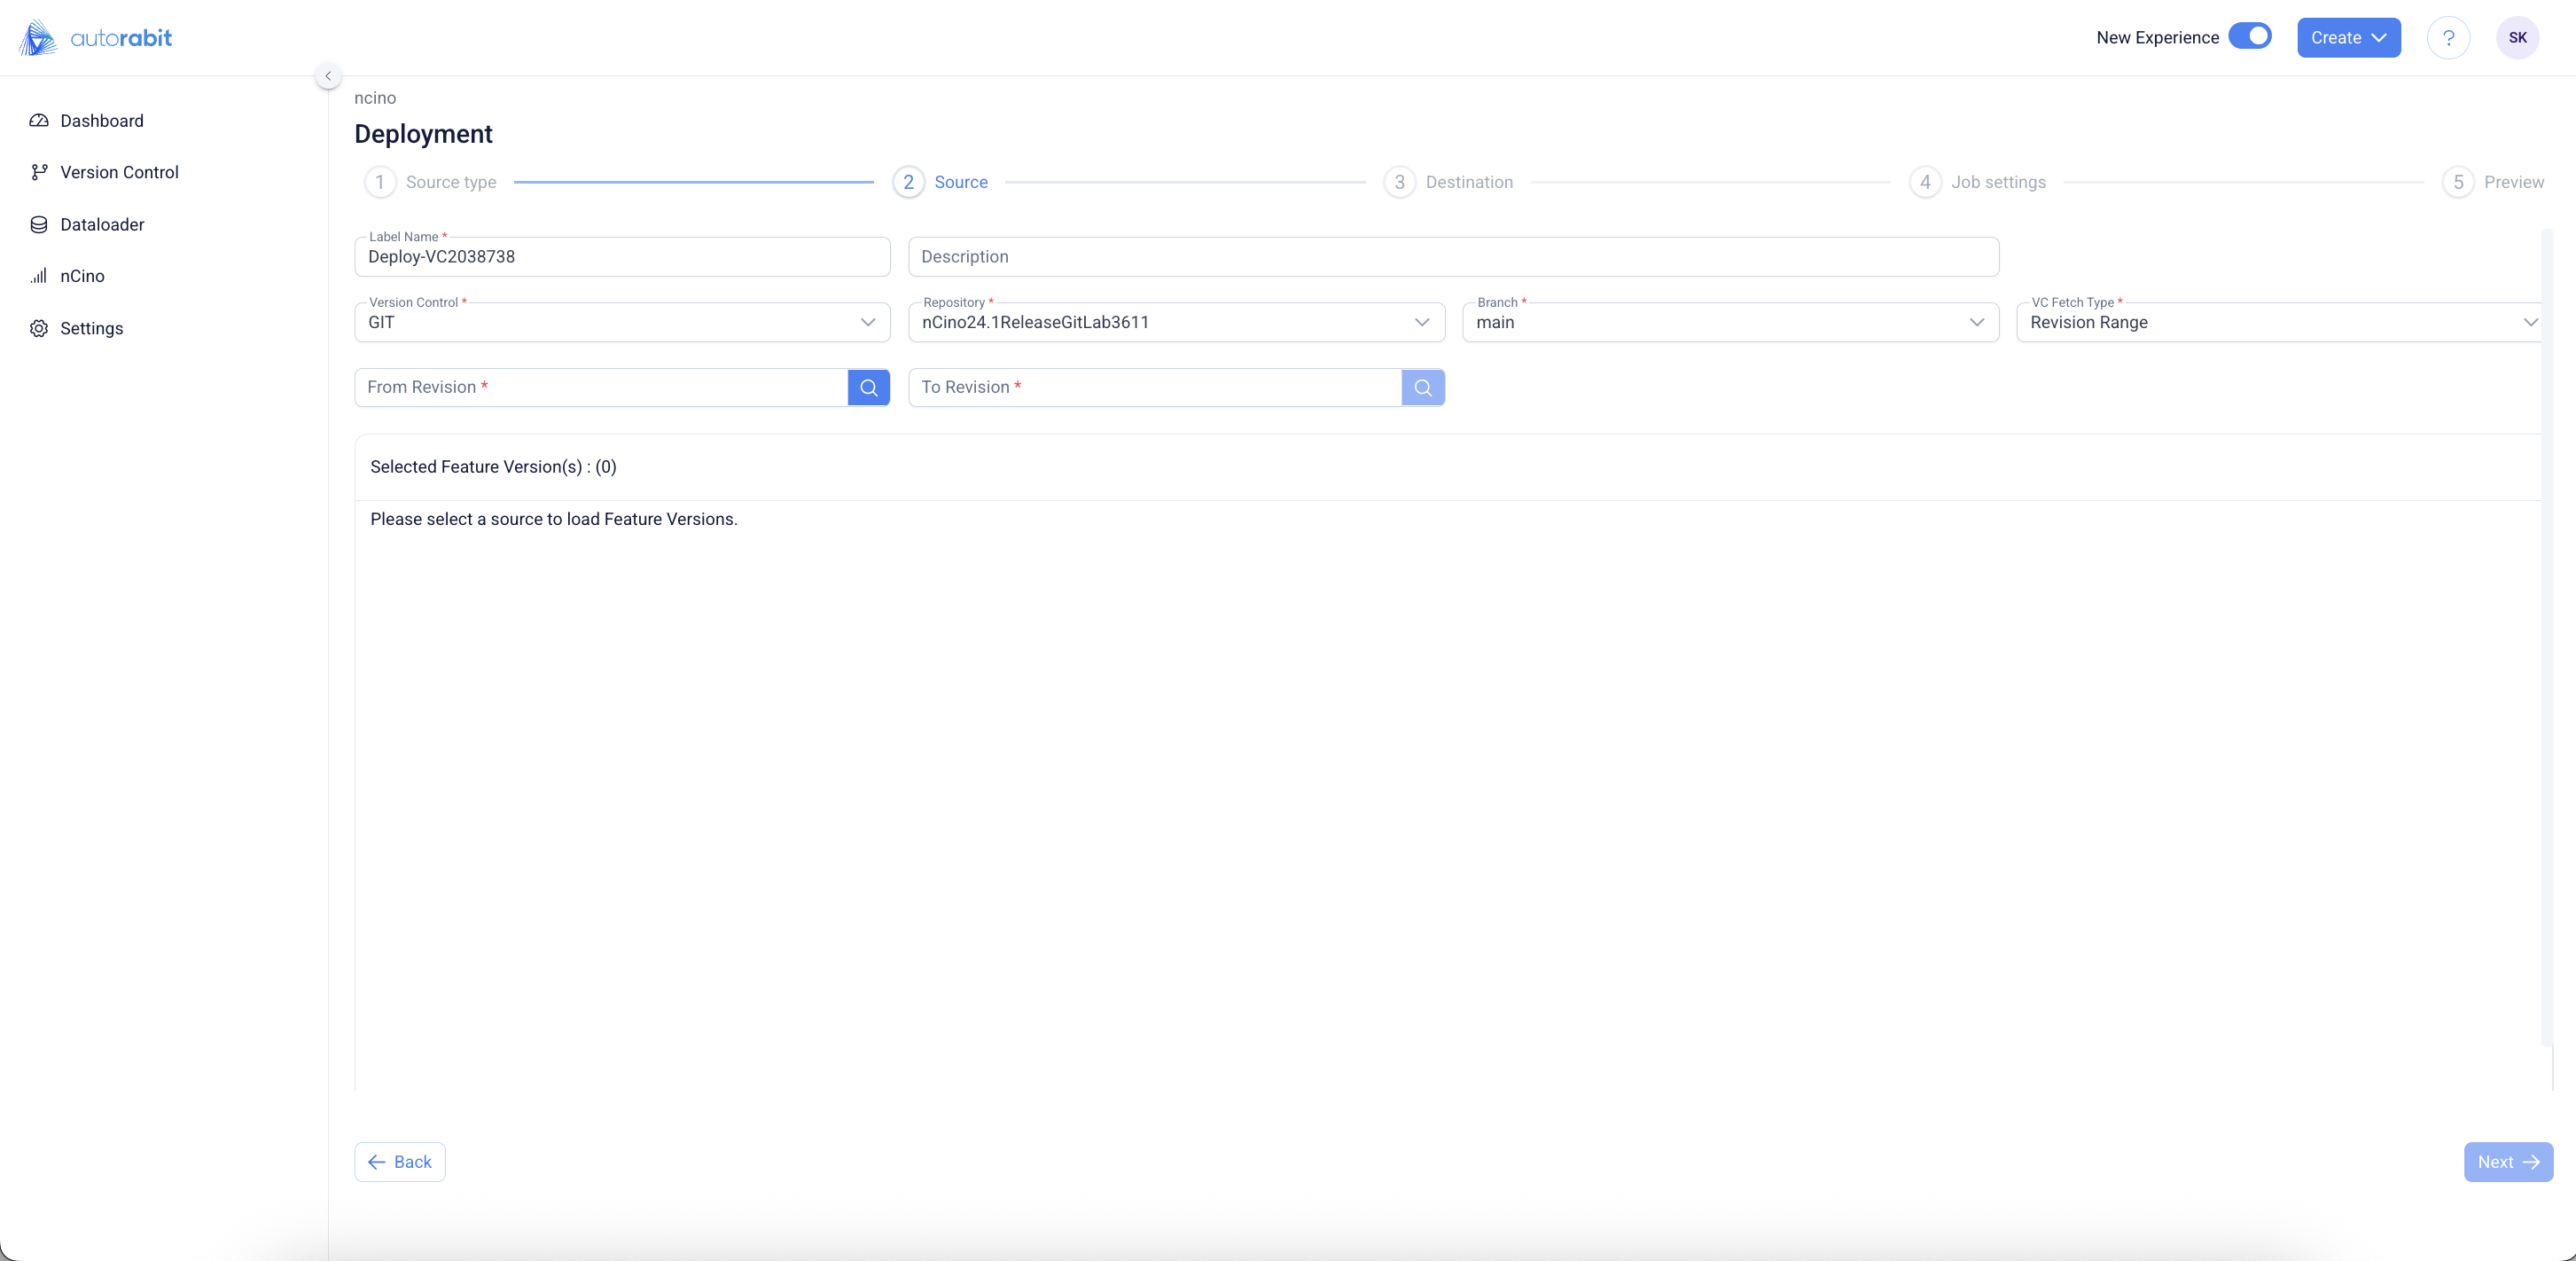 autorabit
New Experience
Create
?
SK
Dashboard
Version Control
Dataloader
nCino
Settings
ncino
Deployment
1 Source type
2 Source
3 Destination
4 Job settings
5 Preview
Label Name *
Deploy-VC2038738
Description
Version Control *
GIT
Repository *
nCino24.1ReleaseGitLab3611
Branch *
main
VC Fetch Type *
Revision Range
From Revision *
To Revision *
Selected Feature Version(s) : (0)
Please select a source to load Feature Versions.
Back
Next